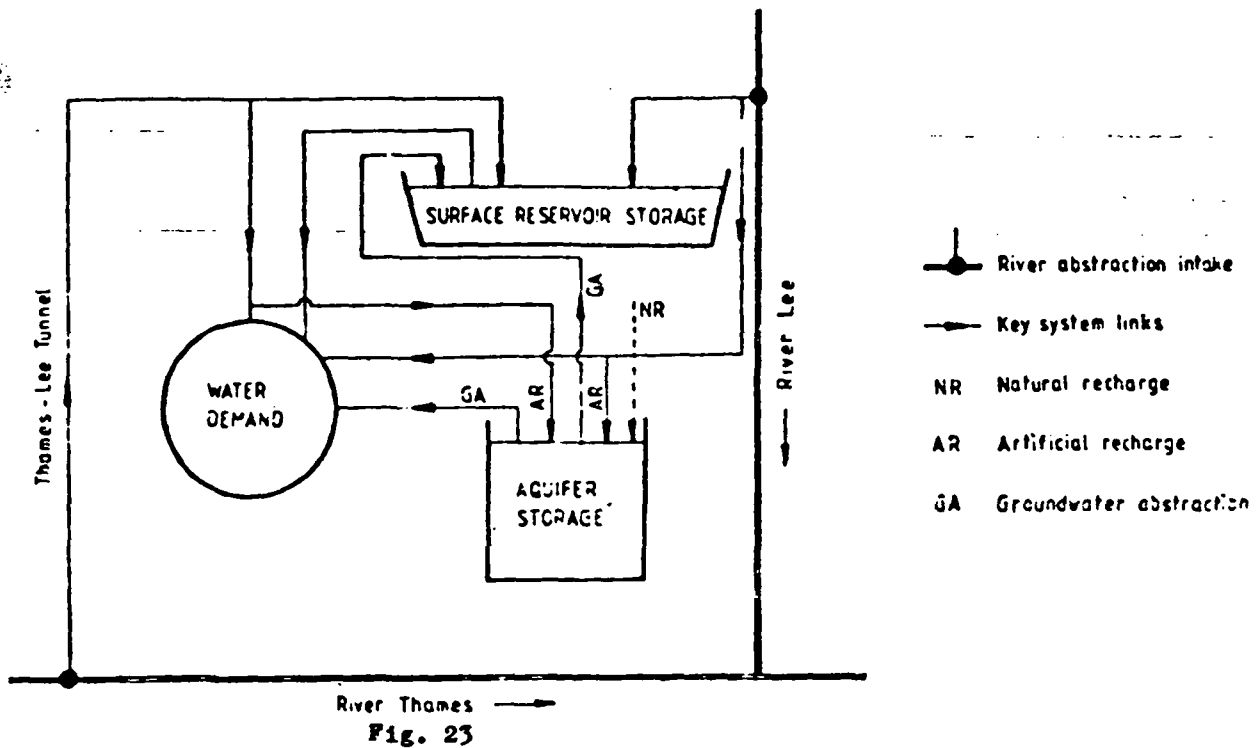 SURFACE RESERVOIR STORAGE
River abstraction intake
Thames - Lee Tunnel
River Lee
GA
NR
Key system links
WATER
DEMAND
GA
AR
AR
NR Natural recharge
AR Artificial recharge
AQUIFER
STORAGE
GA Groundwater abstraction
River Thames
Fig. 23